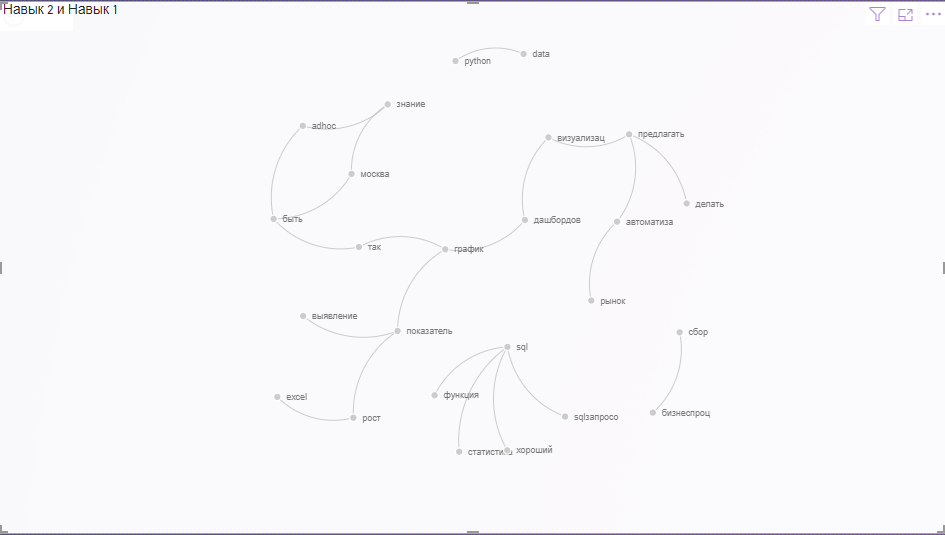 Навык 2 и Навык 1
data
python
знание
adhoc
визуализац
предлагать
москва
делать
быть
дашбордов
автоматиза
так
график
рынок
выявление
показатель
сбор
sql
excel
функция
бизнеспроц
рост
sqlзапросо
хороший